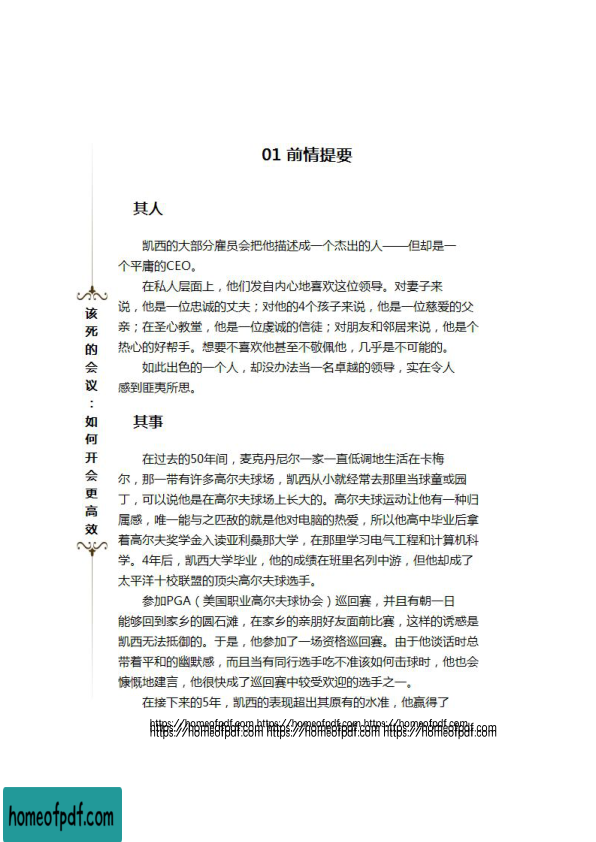 01 前情提要
其人
凯西的大部分雇员会把他描述成一个杰出的人——但却是一
个平庸的CEO。
在私人层面上，他们发自内心地喜欢这位领导。对妻子来
说，他是一位忠诚的丈夫；对他的4个孩子来说，他是一位慈爱的父
亲；在圣心教堂，他是一位虔诚的信徒；对朋友和邻居来说，他是个
热心的好帮手。想要不喜欢他甚至不敬佩他，几乎是不可能的。
如此出色的一个人，却没办法当一名卓越的领导，实在令人
感到匪夷所思。
其事
在过去的50年间，麦克丹尼尔一家一直低调地生活在卡梅
尔，那一带有许多高尔夫球场，凯西从小就经常去那里当球童或园
丁，可以说他是在高尔夫球场上长大的。高尔夫球运动让他有一种归
属感，唯一能与之匹敌的就是他对电脑的热爱，所以他高中毕业后拿
着高尔夫奖学金入读亚利桑那大学，在那里学习电气工程和计算机科
学。4年后，凯西大学毕业，他的成绩在班里名列中游，但他却成了
太平洋十校联盟的顶尖高尔夫球选手。
参加PGA（美国职业高尔夫球协会）巡回赛，并且有朝一日
能够回到家乡的圆石滩，在家乡的亲朋好友面前比赛，这样的诱惑是
凯西无法抵御的。于是，他参加了一场资格巡回赛。由于他谈话时总
带着平和的幽默感，而且当有同行选手吃不准该如何击球时，他也会
慷慨地建言，他很快成了巡回赛中较受欢迎的选手之一。
在接下来的5年，凯西的表现超出其原有的水准，他赢得了
该死的会议：如何开会更高效
https://homeofpdf.com https://homeofpdf.com https://homeofpdf.com
https://homeofpdf.com https://homeofpdf.com https://homeofpdf.com
homeofpdf.com